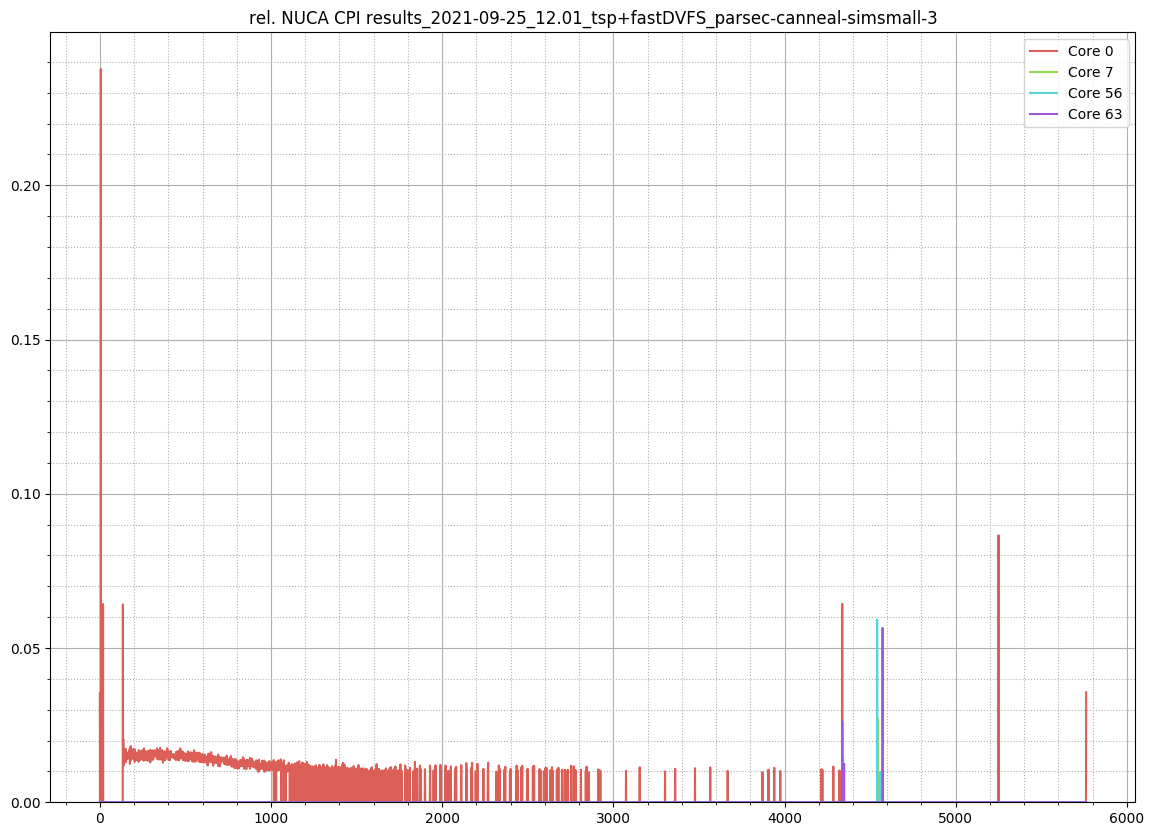 rel. NUCA CPI results_2021-09-25_12.01_tsp+fastDVFS_parsec-canneal-simsmall-3
Core 0
Core 7
Core 56
Core 63
0.20
0.15
0.10
0.05
0.00
0 1000 2000 3000 4000 5000 6000